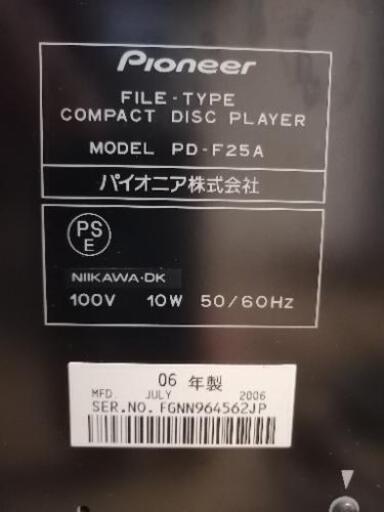 Pioneer
FILE-TYPE
COMPACT DISC PLAYER
MODEL PD-F25A
パイオニア株式会社
PS
E
NIIKAWA·DK
100V 10W 50/60Hz
06 年製
MFD. JULY 2006
SER.NO. FGNN964562JP